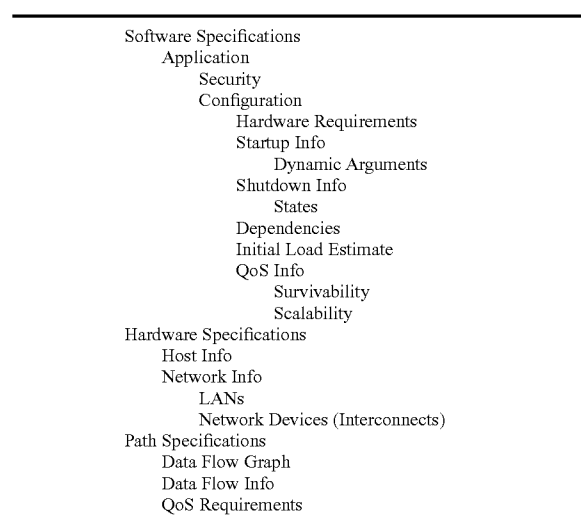 Software Specifications
Application
Security
Configuration
Hardware Requirements
Startup Info
Dynamic Arguments
Shutdown Info
States
Dependencies
Initial Load Estimate
QoS Info
Survivability
Scalability
Hardware Specifications
Host Info
Network Info
LANs
Network Devices (Interconnects)
Path Specifications
Data Flow Graph
Data Flow Info
QoS Requirements